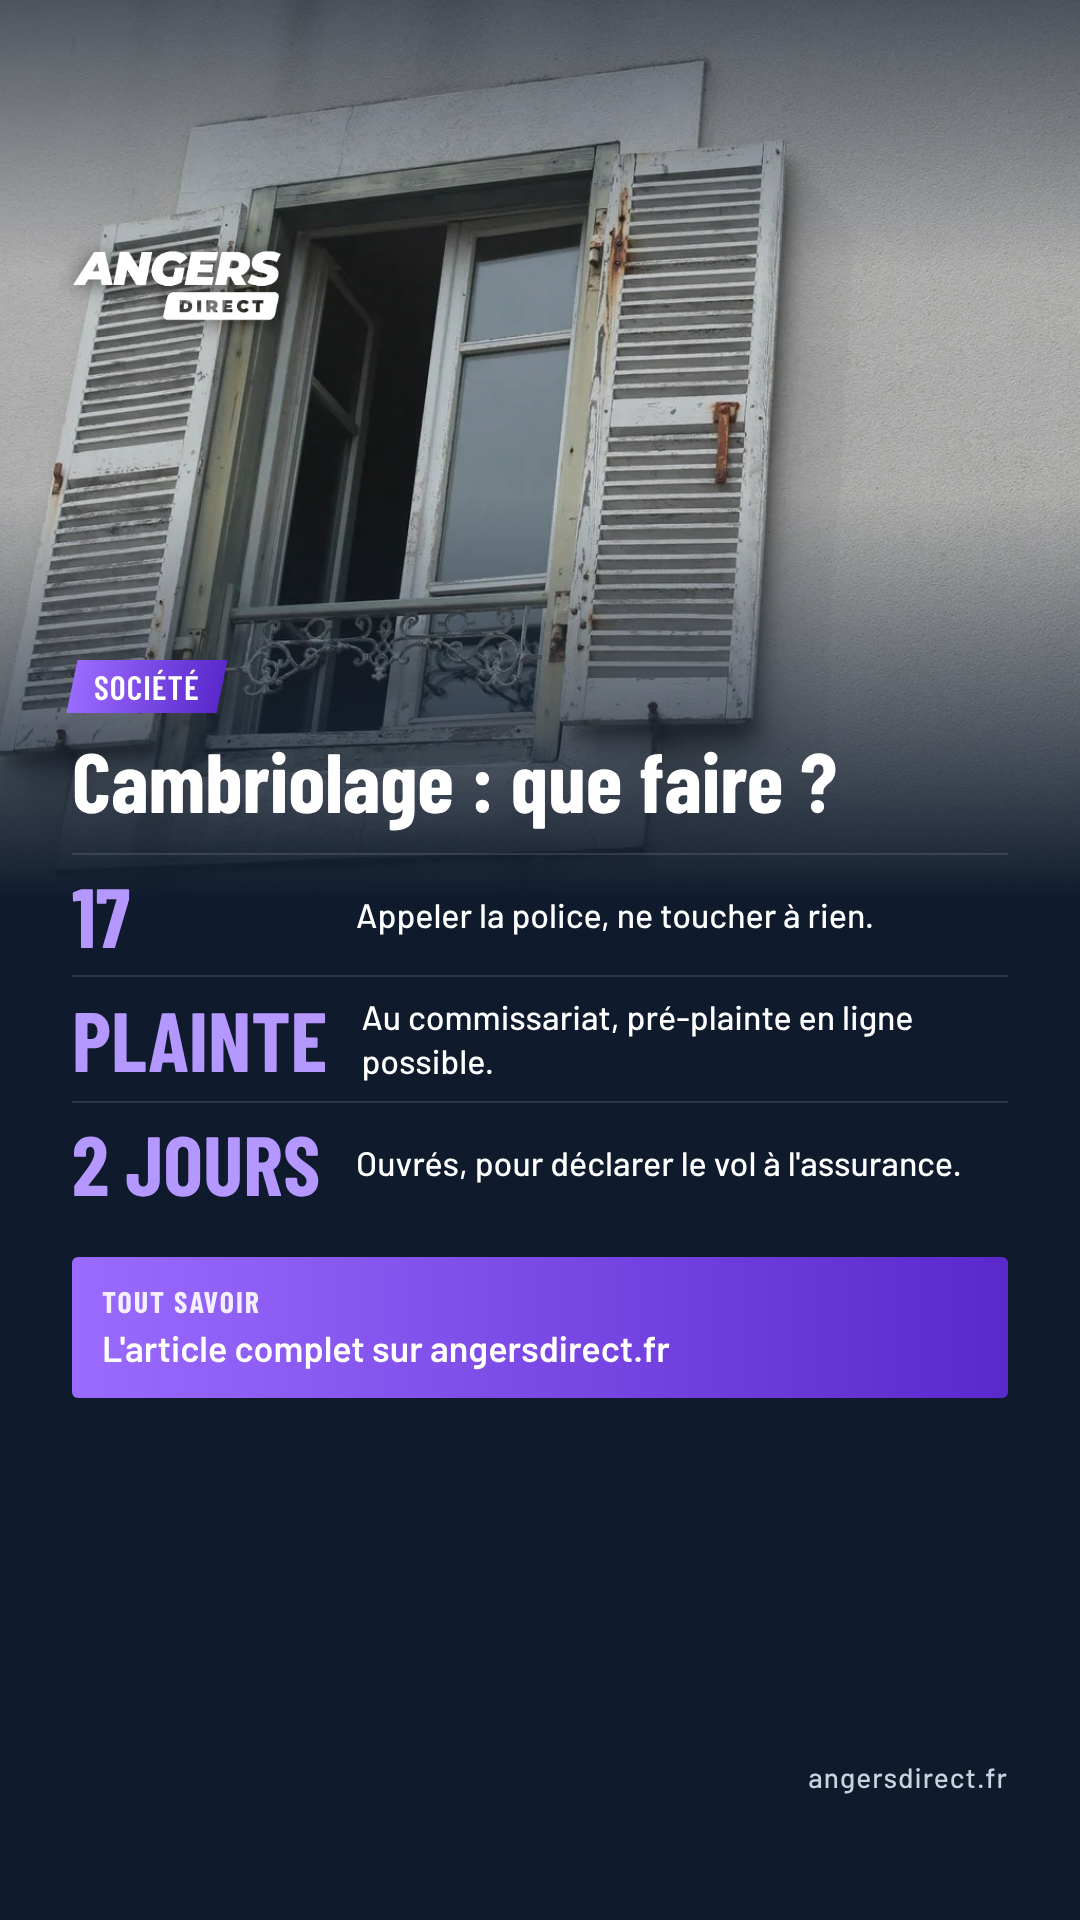 ANGERS
DIRECT
SOCIÉTÉ
Cambriolage : que faire ?
17
Appeler la police, ne toucher à rien.
PLAINTE
Au commissariat, pré-plainte en ligne
possible.
2 JOURS
Ouvrés, pour déclarer le vol à l'assurance.
TOUT SAVOIR
L'article complet sur angersdirect.fr
angersdirect.fr